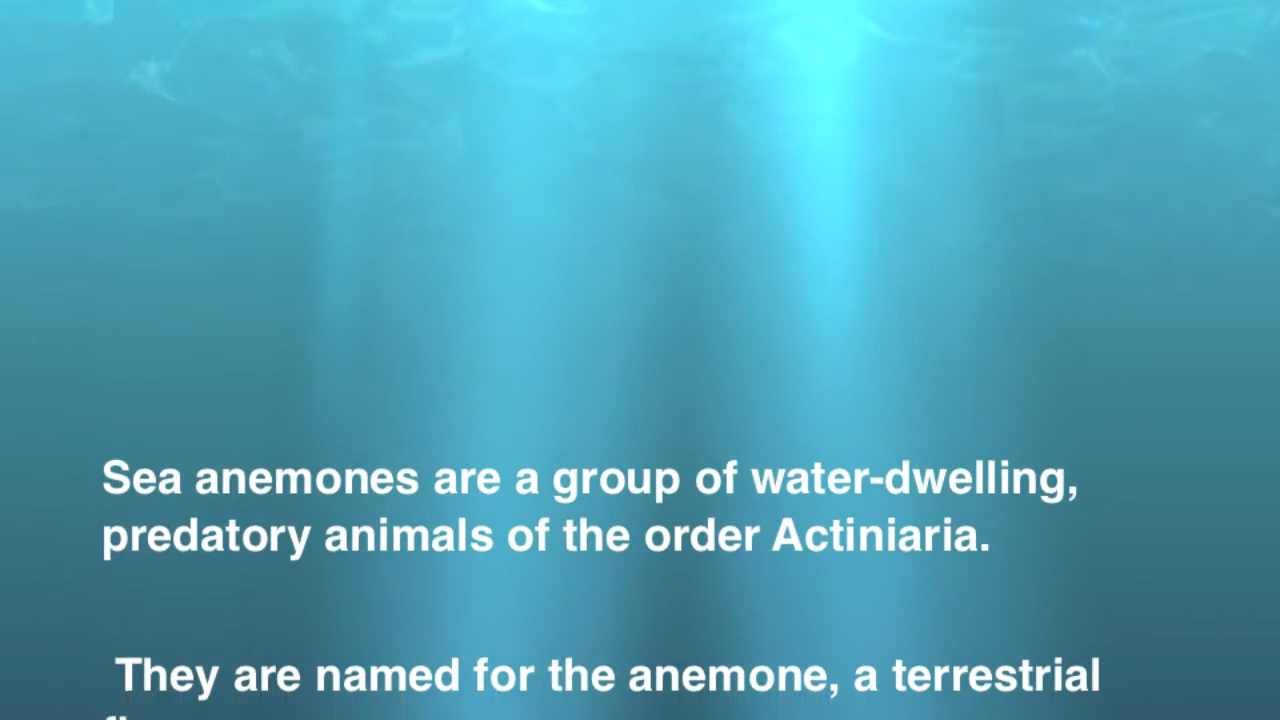 Sea anemones are a group of water-dwelling,
predatory animals of the order Actiniaria.
They are named for the anemone, a terrestrial